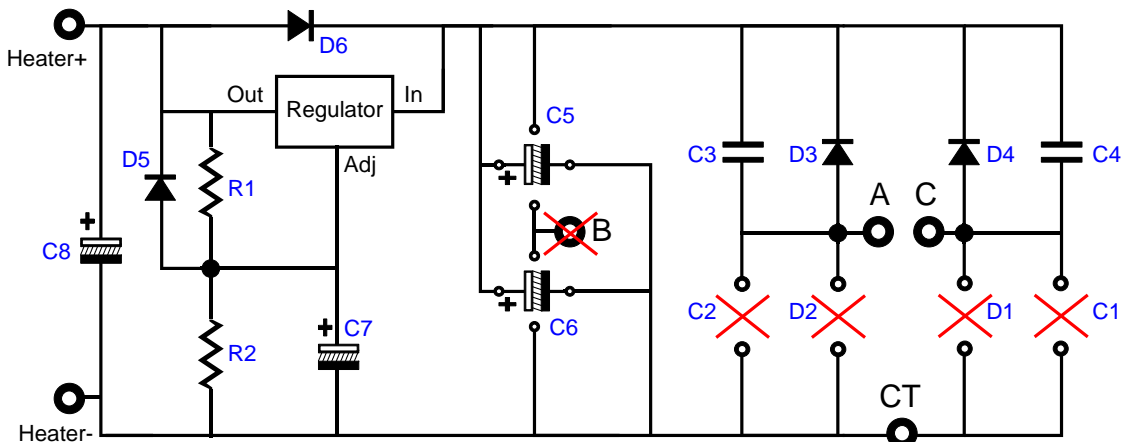 Heater+
D6
Out
Regulator
In
Adj
D5
R1
C8
R2
C7
C5
B
C6
C3
D3
D4
C4
A
C
C2
D2
D1
C1
CT
Heater-